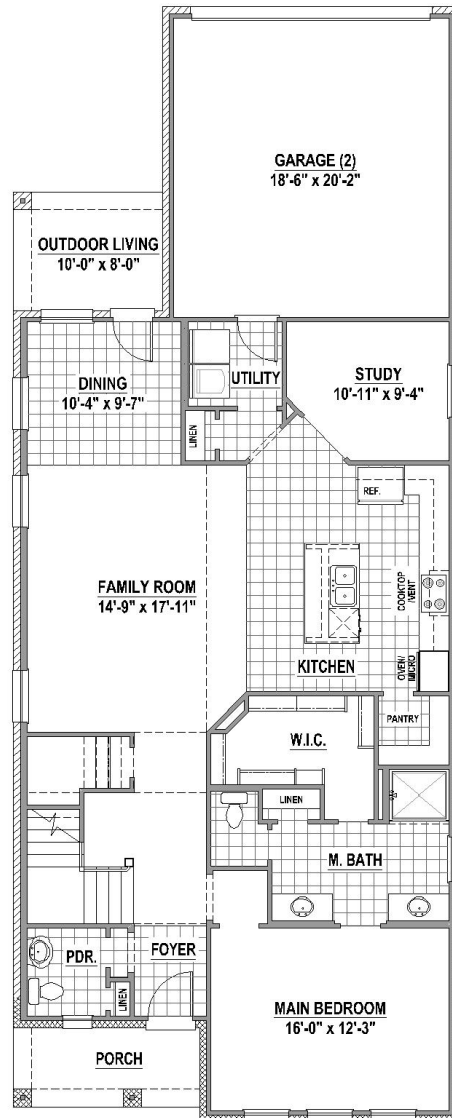 GARAGE (2)
18'-6" x 20'-2"
OUTDOOR LIVING
10'-0" x 8'-0"
DINING
10'-4" x 9'-7"
UTILITY
LINEN
STUDY
10'-11" x 9'-4"
REF.
FAMILY ROOM
14'-9" x 17'-11"
COOKTOP
/VENT
KITCHEN
OVEN/
MICRO
PANTRY
W.I.C.
LINEN
M. BATH
PDR.
FOYER
LINEN
MAIN BEDROOM
16'-0" x 12'-3"
PORCH